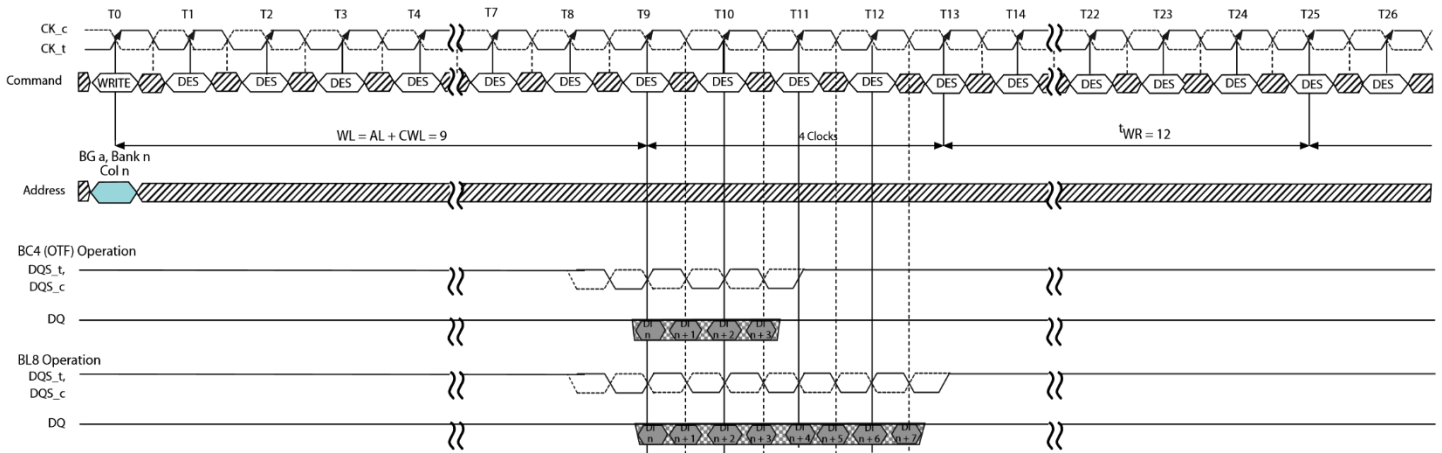 T0 T1 T2 T3 T4 T7 T8 T9 T10 T11 T12 T13 T14 T22 T23 T24 T25 T26
CK_c
CK_t
Command WRITE DES DES DES DES DES DES DES DES DES DES DES DES DES DES DES DES DES
WL = AL + CWL = 9 4 Clocks tWR = 12
BG a, Bank n
Col n
Address
BC4 (OTF) Operation
DQS_t,
DQS_c
DQ DI n DI n + 1 DI n + 2 DI n + 3
BL8 Operation
DQS_t,
DQS_c
DQ DI n DI n + 1 DI n + 2 DI n + 3 DI n + 4 DI n + 5 DI n + 6 DI n + 7